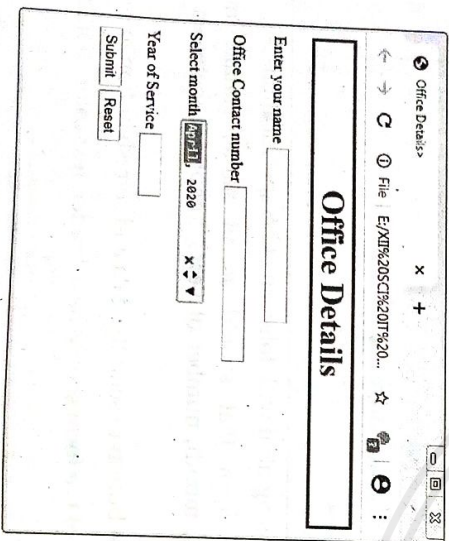 Office Details>
File E:/XII%20SCI%20IT%20...
Office Details
Enter your name
Office Contact number
Select month April, 2020
Year of Service
Submit Reset